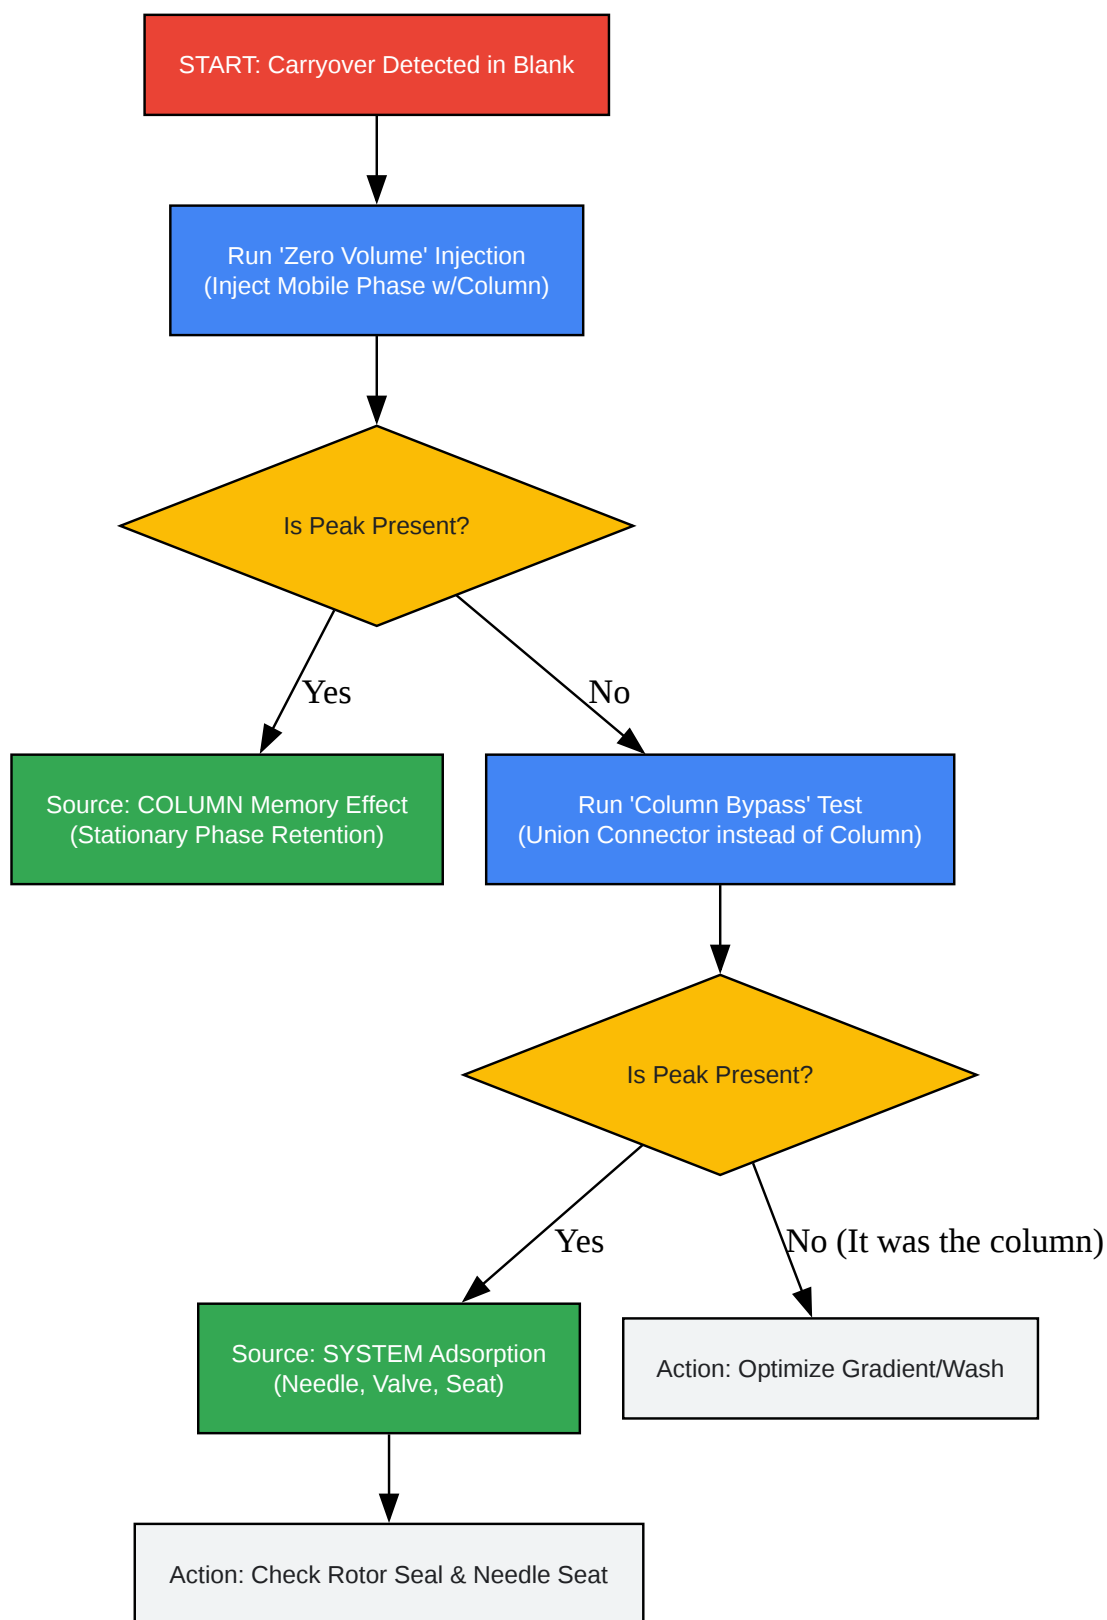 START: Carryover Detected in Blank
Run 'Zero Volume' Injection
(Inject Mobile Phase w/Column)
Is Peak Present?
Yes
No
Source: COLUMN Memory Effect
(Stationary Phase Retention)
Run 'Column Bypass' Test
(Union Connector instead of Column)
Is Peak Present?
Yes
No (It was the column)
Source: SYSTEM Adsorption
(Needle, Valve, Seat)
Action: Optimize Gradient/Wash
Action: Check Rotor Seal & Needle Seat